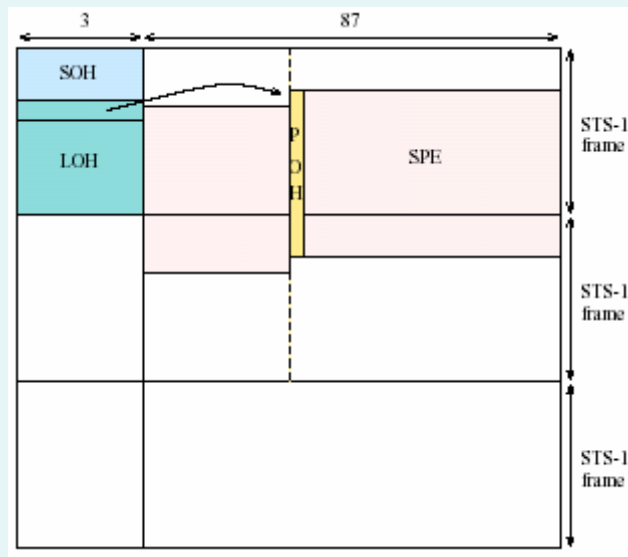 3
87
SOH
LOH
P
O
H
SPE
STS-1
frame
STS-1
frame
STS-1
frame